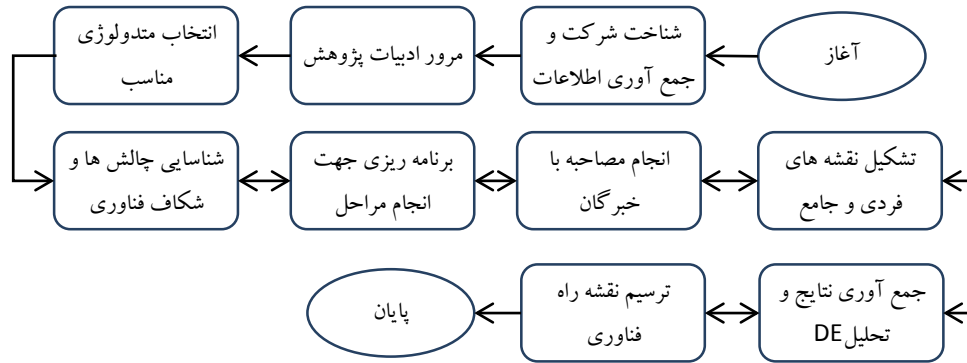 آغاز
شناخت شرکت و
جمع آوری اطلاعات
مرور ادبیات پژوهش
انتخاب متدولوژی
مناسب
شناسایی چالش ها و
شکاف فناوری
برنامه ریزی جهت
انجام مراحل
انجام مصاحبه با
خبرگان
تشکیل نقشه های
فردی و جامع
جمع آوری نتایج و
تحلیل DE
ترسیم نقشه راه
فناوری
پایان